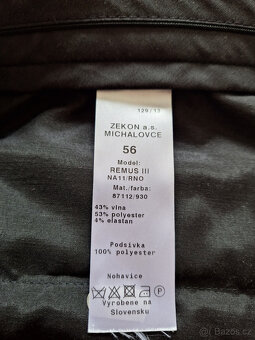 129/13
ZEKON a.s.
MICHALOVCE
56
Model:
REMUS III
NA11/RNO
Mat./farba:
87112/930
43% vlna
53% polyester
4% elastan
Podšívka
100% polyester
Nohavice
Vyrobene na
Slovensku
Bazoš.cz